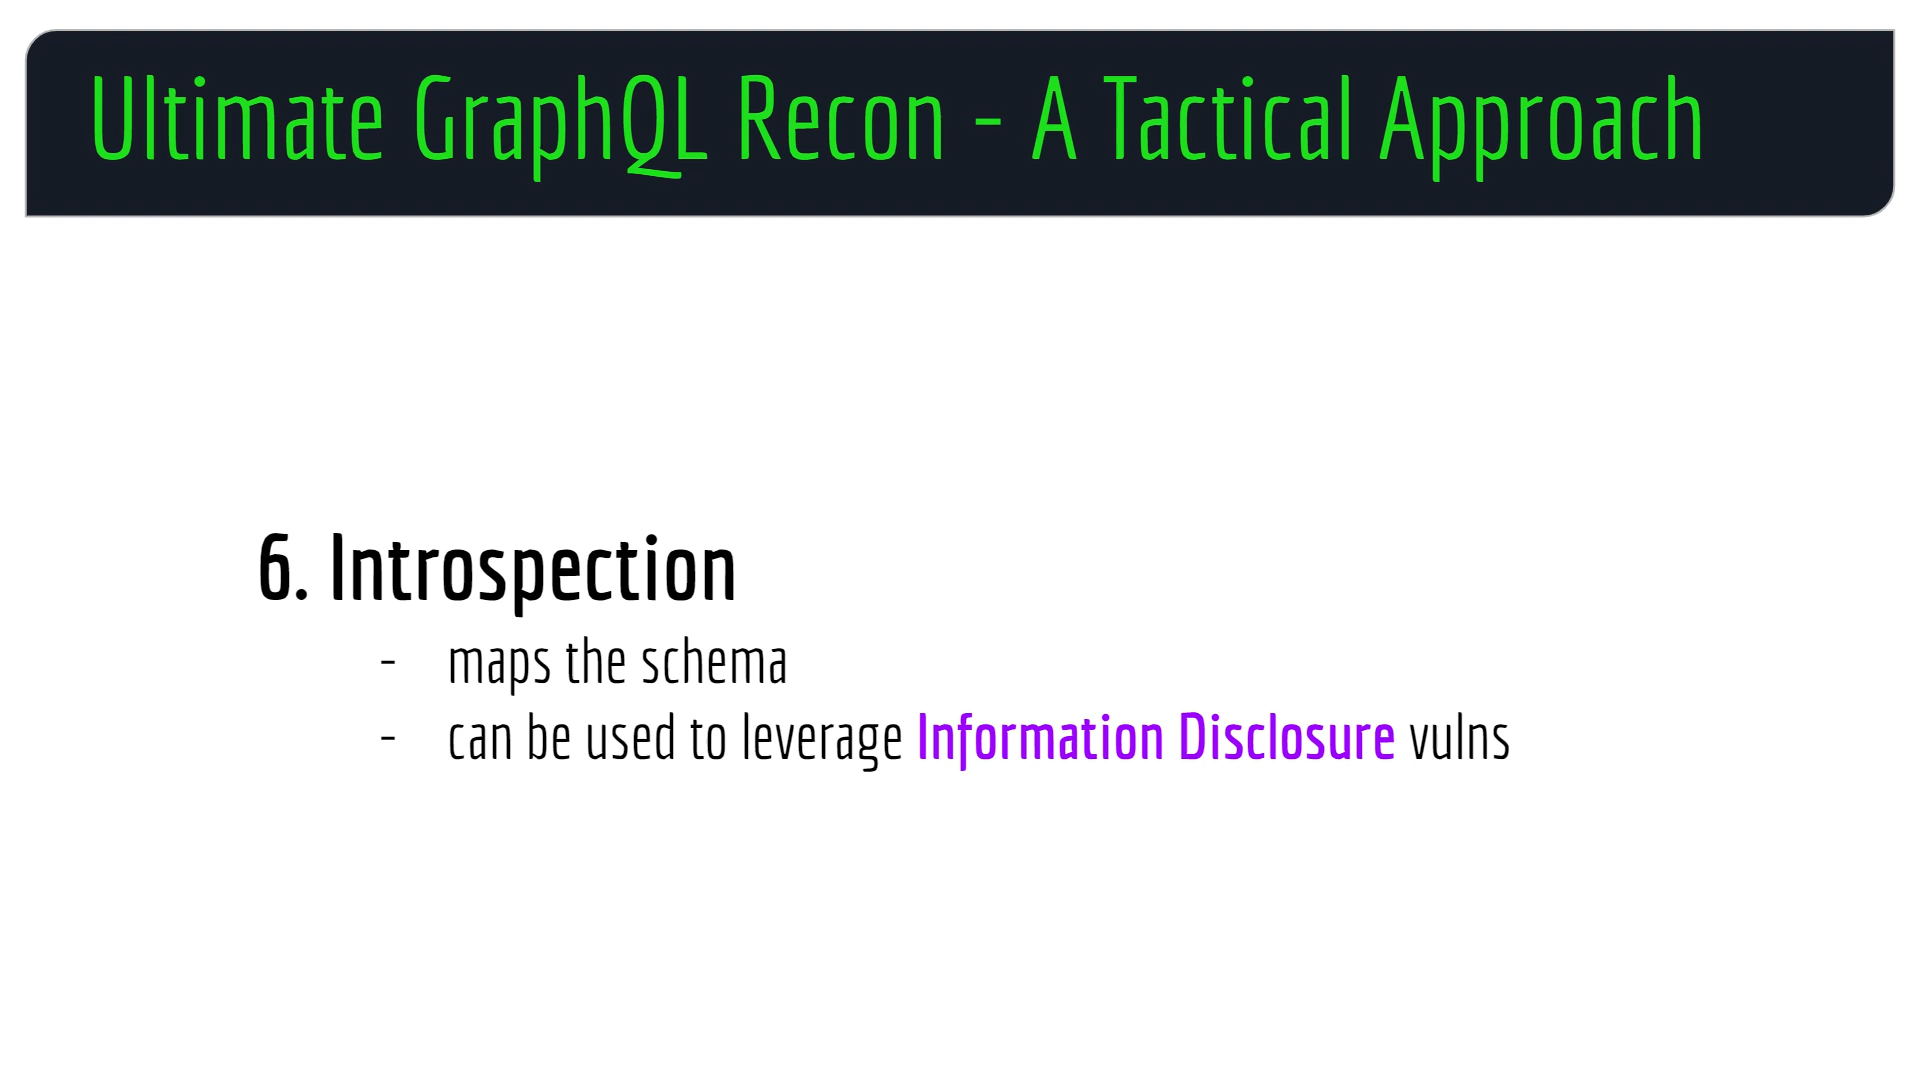 Ultimate GraphQL Recon - A Tactical Approach
6. Introspection
- maps the schema
- can be used to leverage Information Disclosure vulns